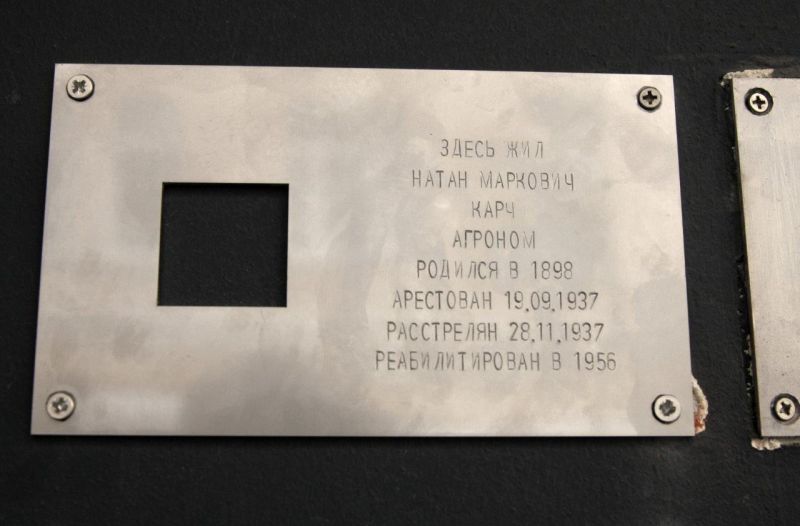 ЗДЕСЬ ЖИЛ
НАТАН МАРКОВИЧ
КАРЧ
АГРОНОМ
РОДИЛСЯ В 1898
АРЕСТОВАН 19.09.1937
РАССТРЕЛЯН 28.11.1937
РЕАБИЛИТИРОВАН В 1956